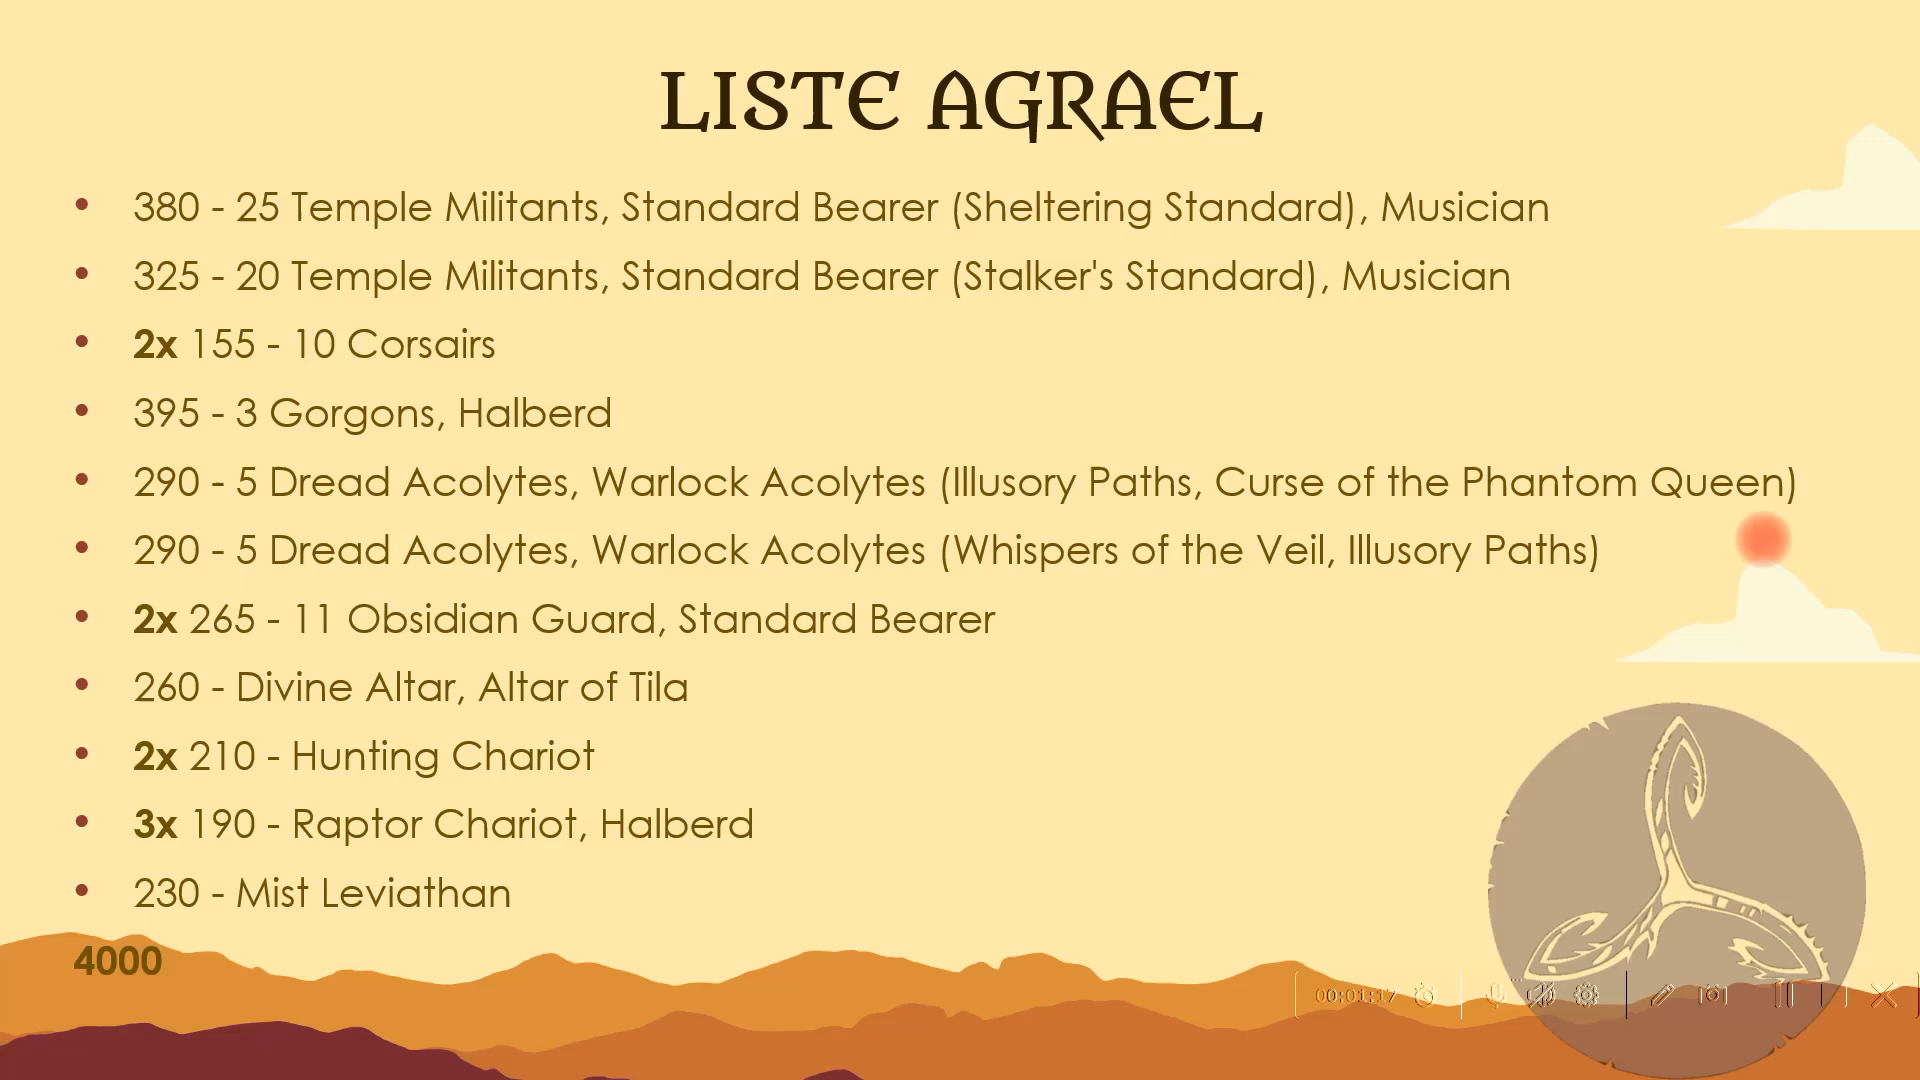 LISTE AGRAEL
• 380 - 25 Temple Militants, Standard Bearer (Sheltering Standard), Musician
• 325 - 20 Temple Militants, Standard Bearer (Stalker's Standard), Musician
• 2x 155 - 10 Corsairs
• 395 - 3 Gorgons, Halberd
• 290 - 5 Dread Acolytes, Warlock Acolytes (Illusory Paths, Curse of the Phantom Queen)
• 290 - 5 Dread Acolytes, Warlock Acolytes (Whispers of the Veil, Illusory Paths)
• 2x 265 - 11 Obsidian Guard, Standard Bearer
• 260 - Divine Altar, Altar of Tila
• 2x 210 - Hunting Chariot
• 3x 190 - Raptor Chariot, Halberd
• 230 - Mist Leviathan
4000
00:01:17